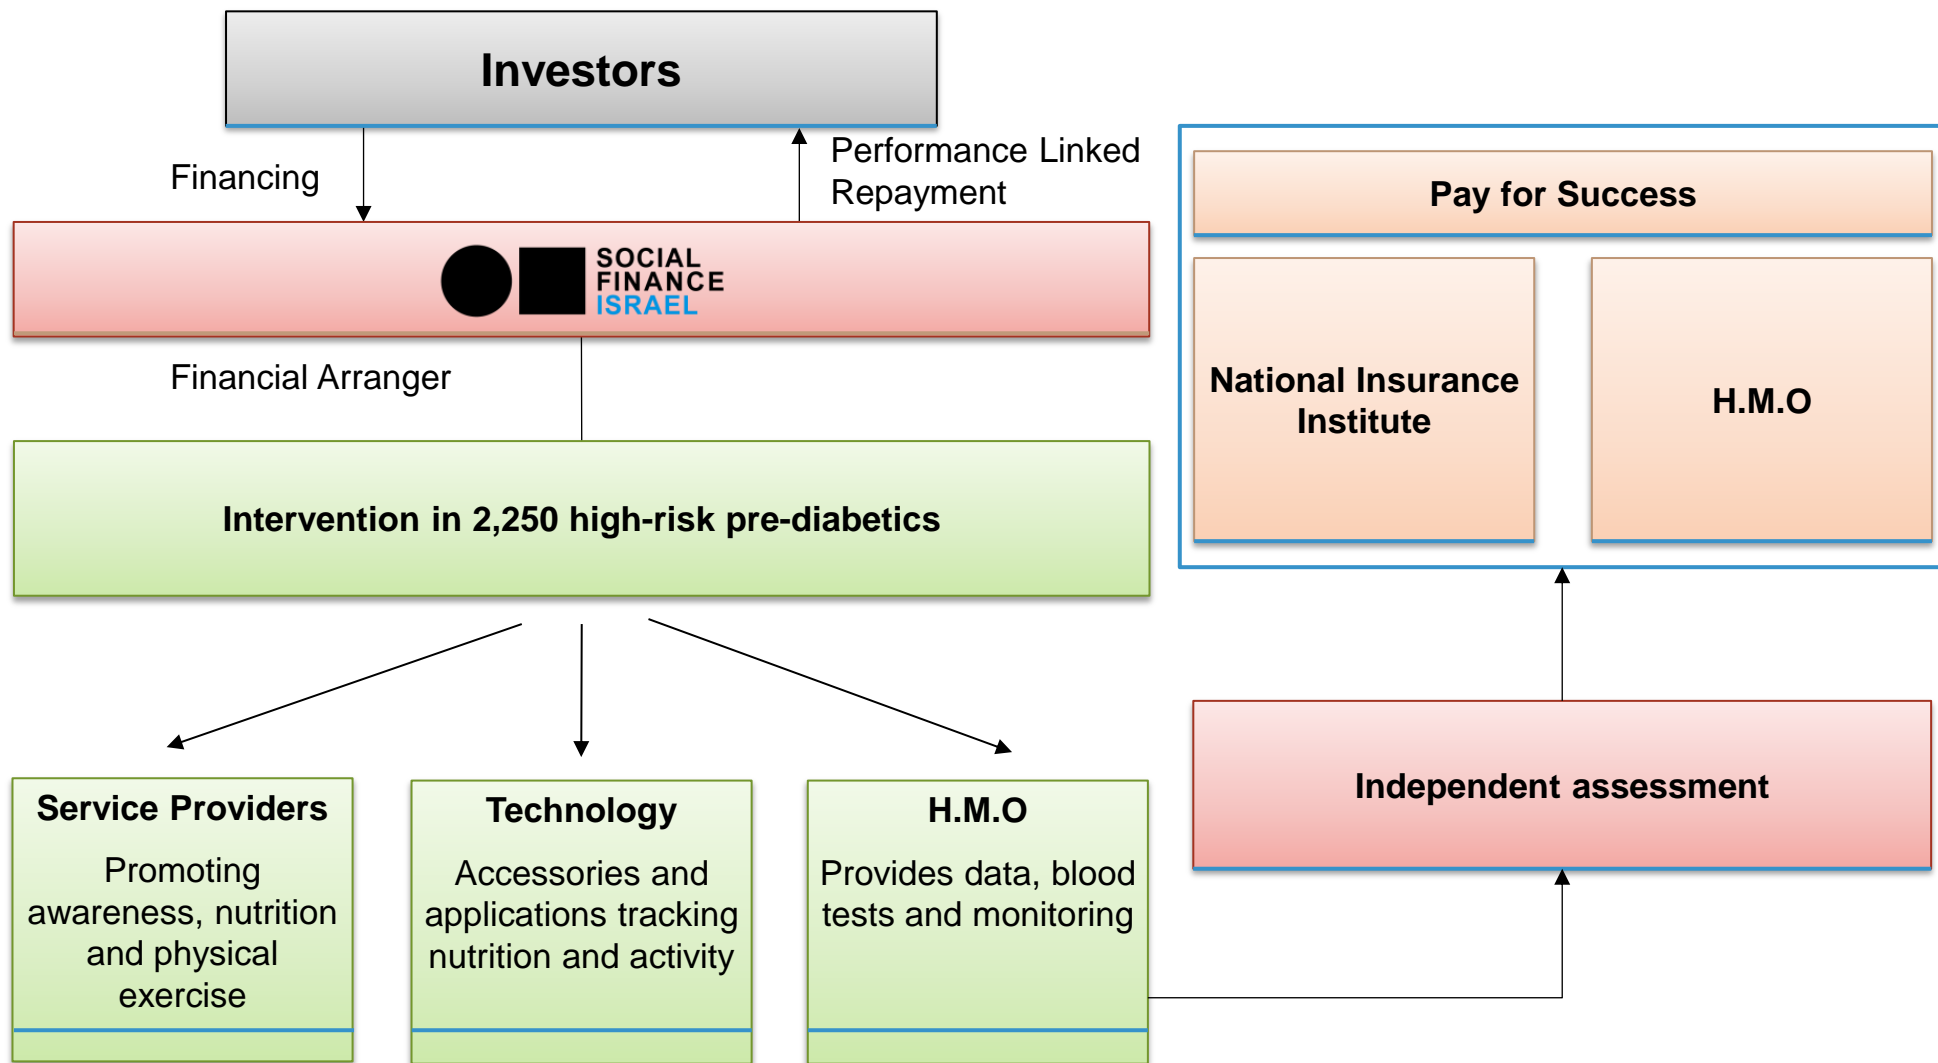 Investors
Financing
Performance Linked
Repayment
SOCIAL
FINANCE
ISRAEL
Financial Arranger
Intervention in 2,250 high-risk pre-diabetics
Service Providers
Promoting
awareness, nutrition
and physical
exercise
Technology
Accessories and
applications tracking
nutrition and activity
H.M.O
Provides data, blood
tests and monitoring
Pay for Success
National Insurance
Institute
H.M.O
Independent assessment